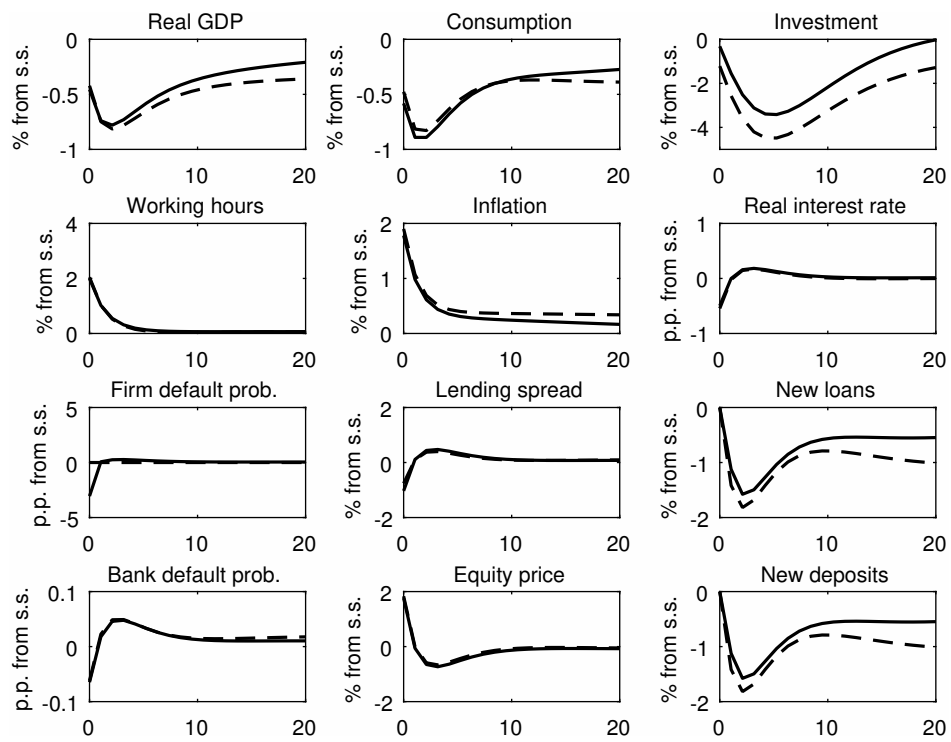 Real GDP
% from s.s.
0
-0.5
-1
0 10 20
Consumption
% from s.s.
0
-0.5
-1
0 10 20
Investment
% from s.s.
0
-2
-4
0 10 20
Working hours
% from s.s.
4
2
0
0 10 20
Inflation
% from s.s.
2
1
0
0 10 20
Real interest rate
p.p. from s.s.
1
0
-1
0 10 20
Firm default prob.
p.p. from s.s.
5
0
-5
0 10 20
Lending spread
% from s.s.
2
0
-2
0 10 20
New loans
% from s.s.
0
-1
-2
0 10 20
Bank default prob.
p.p. from s.s.
0.1
0
-0.1
0 10 20
Equity price
% from s.s.
2
0
-2
0 10 20
New deposits
% from s.s.
0
-1
-2
0 10 20